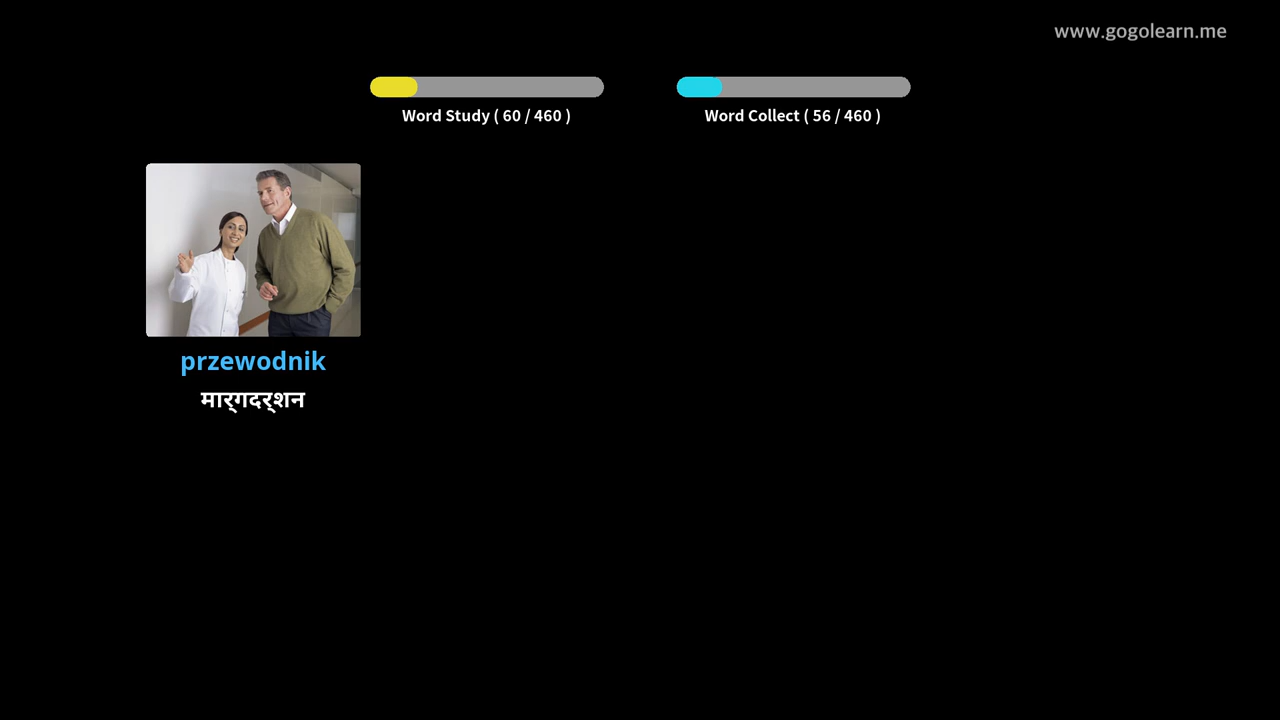 www.gogolearn.me
Word Study ( 60 / 460 )
Word Collect ( 56 / 460 )
przewodnik
मार्गदर्शन